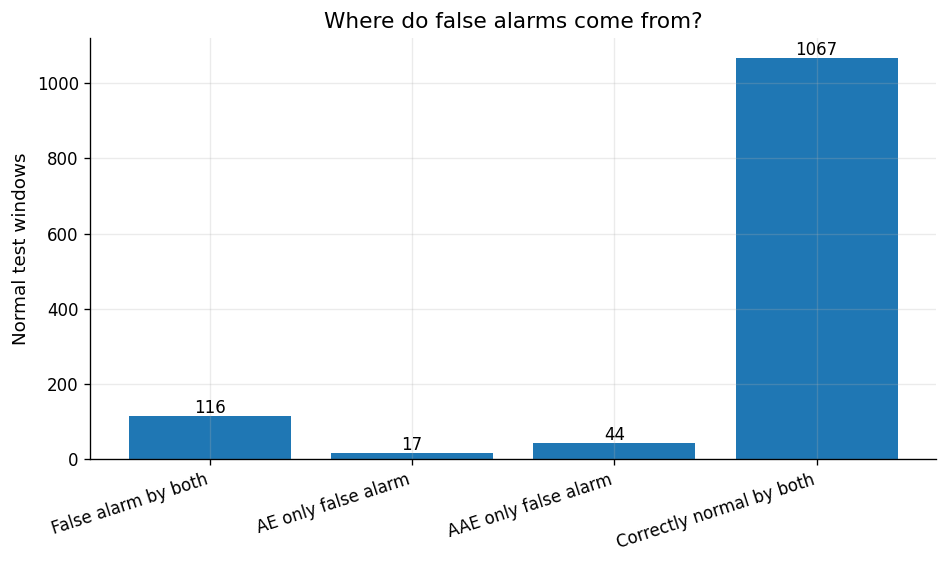 Where do false alarms come from?
Normal test windows
1000
800
600
400
200
0
116
17
44
1067
False alarm by both
AE only false alarm
AAE only false alarm
Correctly normal by both